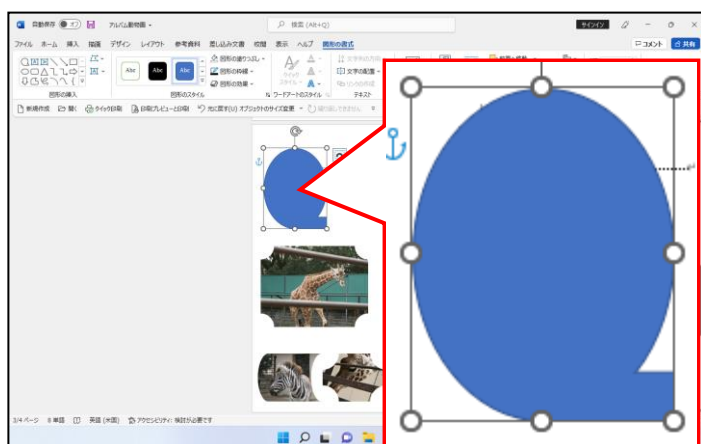 自動保存 オフ
アルバム動物園
検索 (Alt+Q)
サインイン
ファイル ホーム 挿入 描画 デザイン レイアウト 参考資料 差し込み文書 校閲 表示 ヘルプ 図形の書式
コメント 共有
Abc Abc Abc
図形の塗りつぶし
図形の枠線
図形の効果
クイック
スタイル
文字の配置
図形の挿入 図形のスタイル ワードアートのスタイル テキスト
新規作成 開く クイック印刷 印刷プレビューと印刷 元に戻す(U) オブジェクトのサイズ変更
2/4 ページ 8 単語 英語 (米国) アクセシビリティ: 検討が必要です